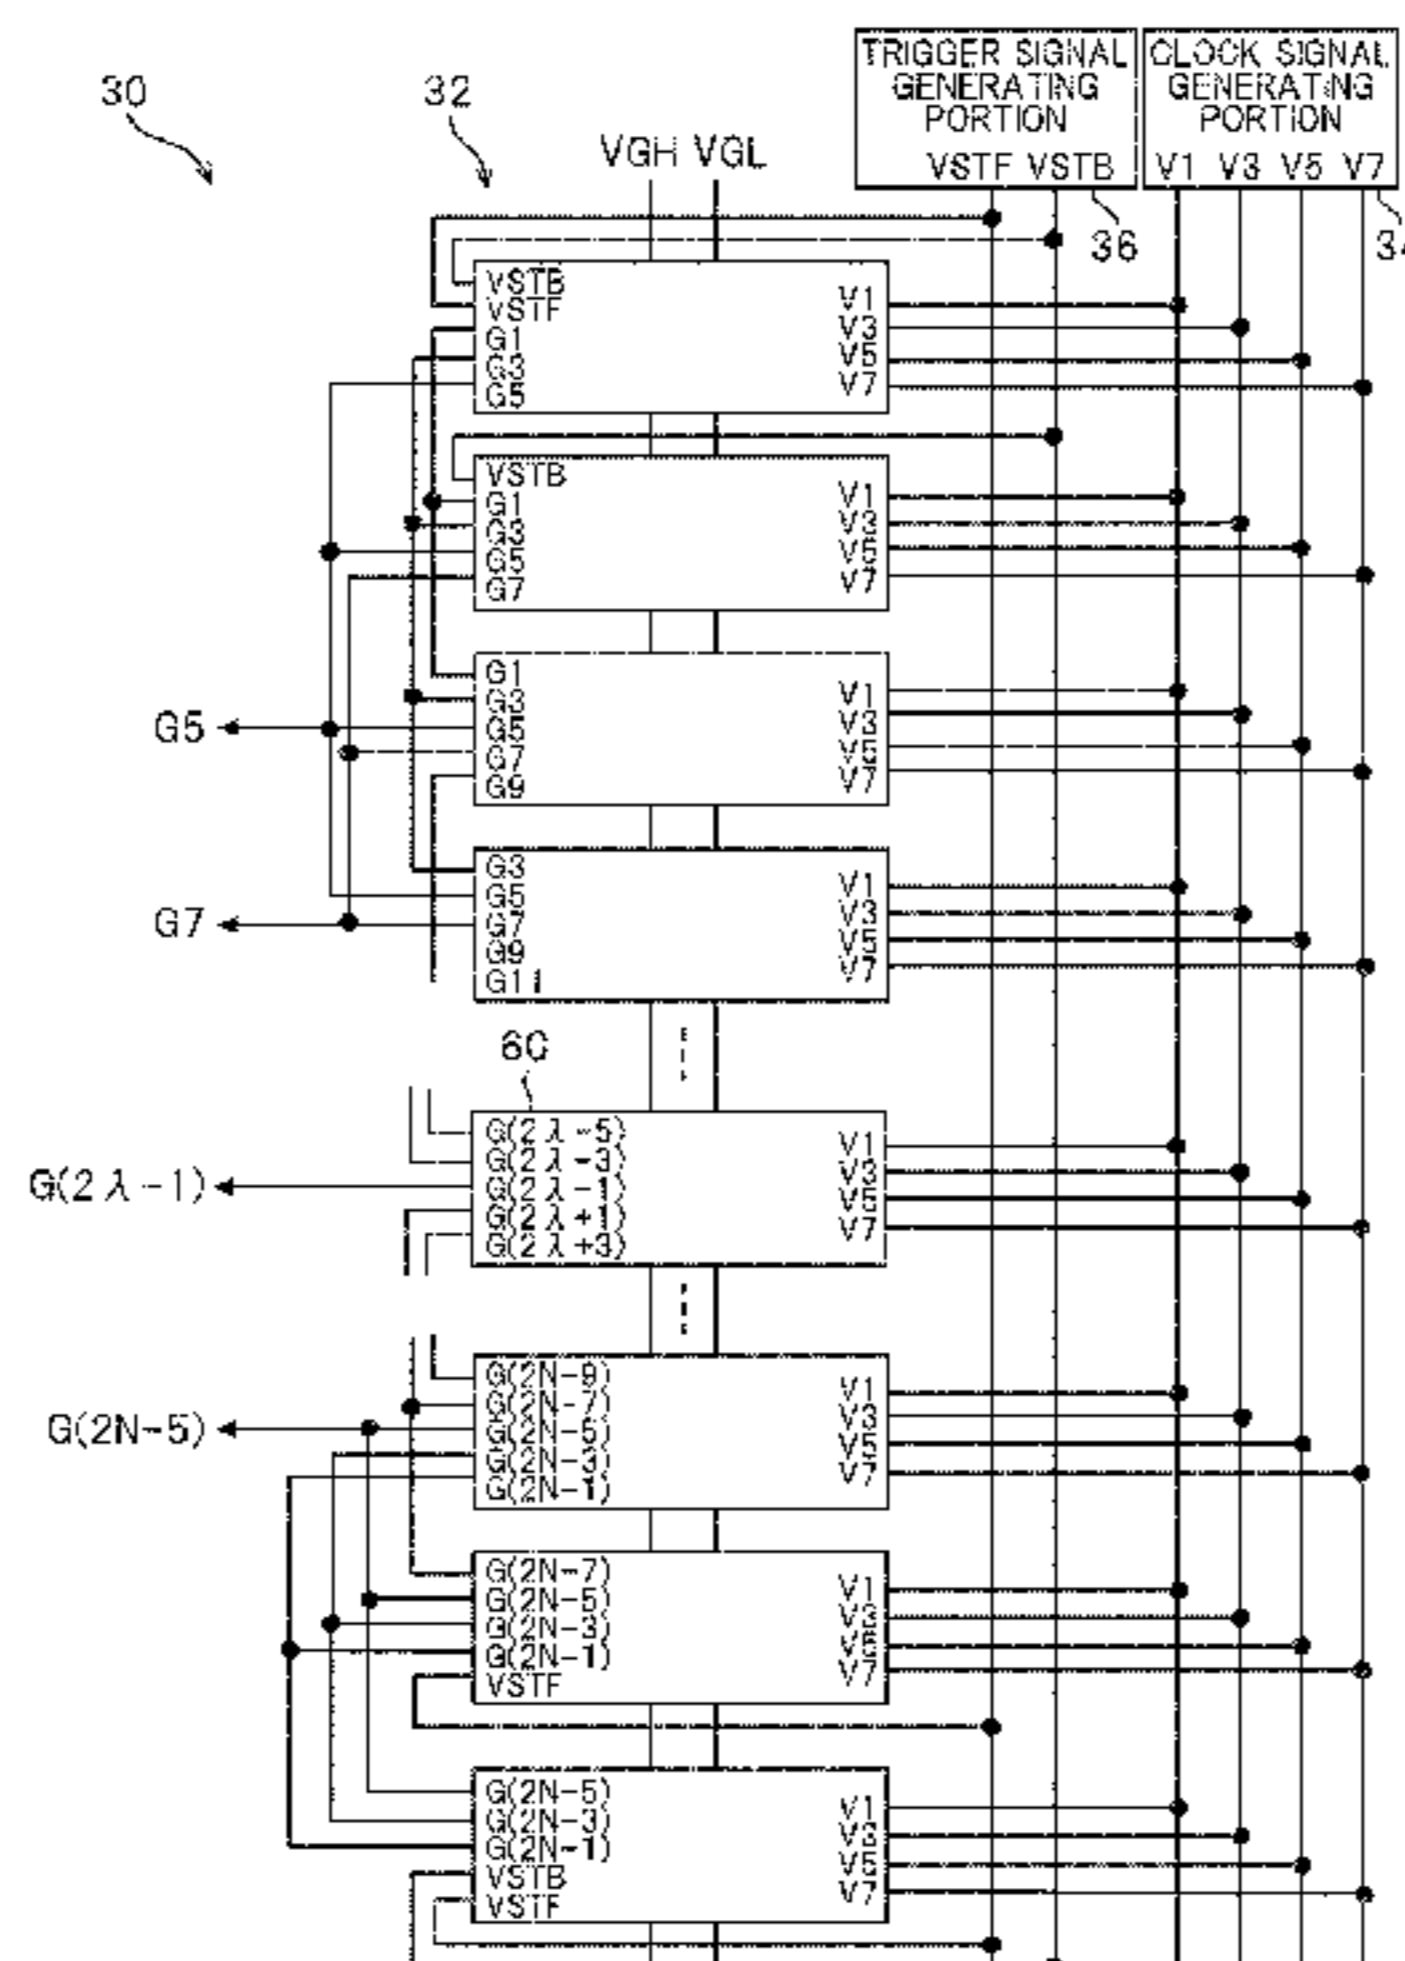 30
32
VGH VGL
TRIGGER SIGNAL
GENERATING
PORTION
VSTF VSTB
CLOCK SIGNAL
GENERATING
PORTION
V1 V3 V5 V7
36
VSTB
VSTF
G1
G3
G5
V1
V3
V5
V7
VSTB
G1
G3
G5
G7
V1
V3
V5
V7
G5
G1
G3
G5
G7
G9
V1
V3
V5
V7
G7
G3
G5
G7
G9
G11
V1
V3
V5
V7
60
G(2λ-1)
G(2λ-5)
G(2λ-3)
G(2λ-1)
G(2λ+1)
G(2λ+3)
V1
V3
V5
V7
G(2N-5)
G(2N-9)
G(2N-7)
G(2N-5)
G(2N-3)
G(2N-1)
V1
V3
V5
V7
G(2N-7)
G(2N-5)
G(2N-3)
G(2N-1)
VSTF
V1
V3
V5
V7
G(2N-5)
G(2N-3)
G(2N-1)
VSTB
VSTF
V1
V3
V5
V7